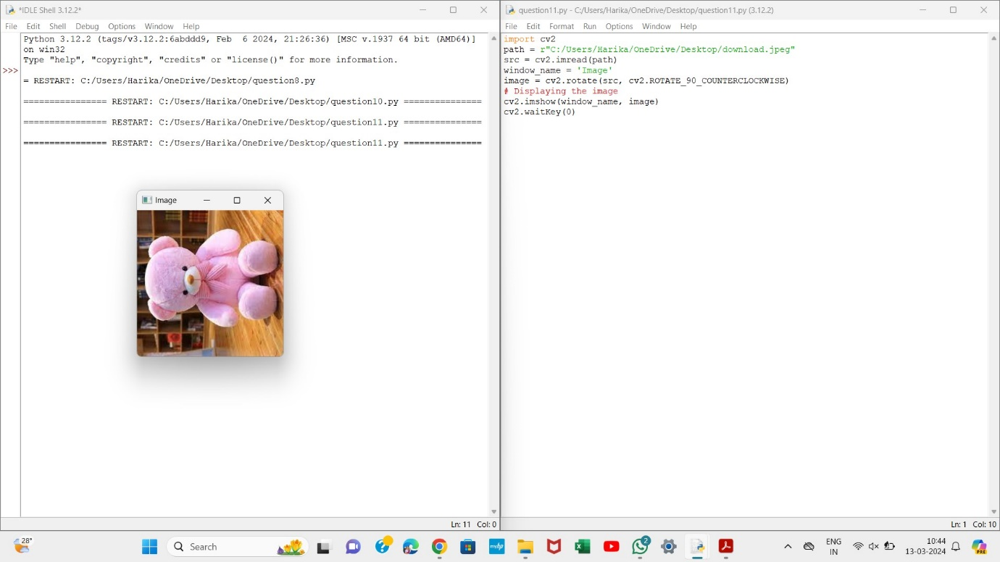 *IDLE Shell 3.12.2*
File Edit Shell Debug Options Window Help
Python 3.12.2 (tags/v3.12.2:6abddd9, Feb  6 2024, 21:26:36) [MSC v.1937 64 bit (AMD64)]
on win32
Type "help", "copyright", "credits" or "license()" for more information.
>>>
= RESTART: C:/Users/Harika/OneDrive/Desktop/question8.py
================ RESTART: C:/Users/Harika/OneDrive/Desktop/question10.py ===============
================ RESTART: C:/Users/Harika/OneDrive/Desktop/question11.py ===============
================ RESTART: C:/Users/Harika/OneDrive/Desktop/question11.py ===============
Image
Ln: 11 Col: 0
question11.py - C:/Users/Harika/OneDrive/Desktop/question11.py (3.12.2)
File Edit Format Run Options Window Help
import cv2
path = r"C:/Users/Harika/OneDrive/Desktop/download.jpeg"
src = cv2.imread(path)
window_name = 'Image'
image = cv2.rotate(src, cv2.ROTATE_90_COUNTERCLOCKWISE)
# Displaying the image
cv2.imshow(window_name, image)
cv2.waitKey(0)
Ln: 1 Col: 10
28°
Search
2
ENG
IN
10:44
13-03-2024
PRE